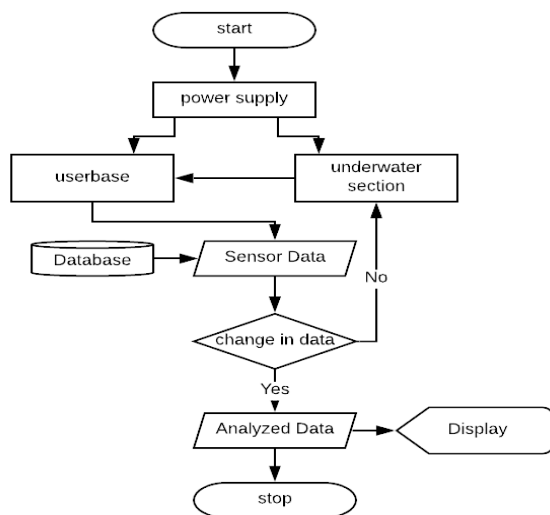 start
power supply
userbase
underwater
section
Database
Sensor Data
No
change in data
Yes
Analyzed Data
Display
stop